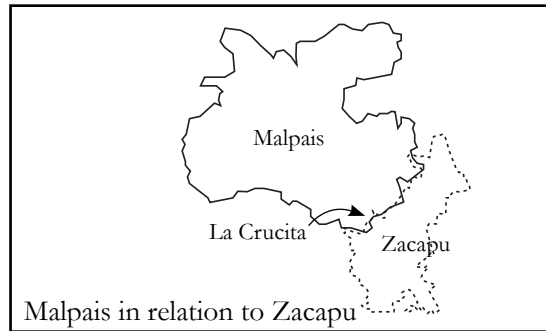 Malpais
La Crucita
Zacapu
Malpais in relation to Zacapu